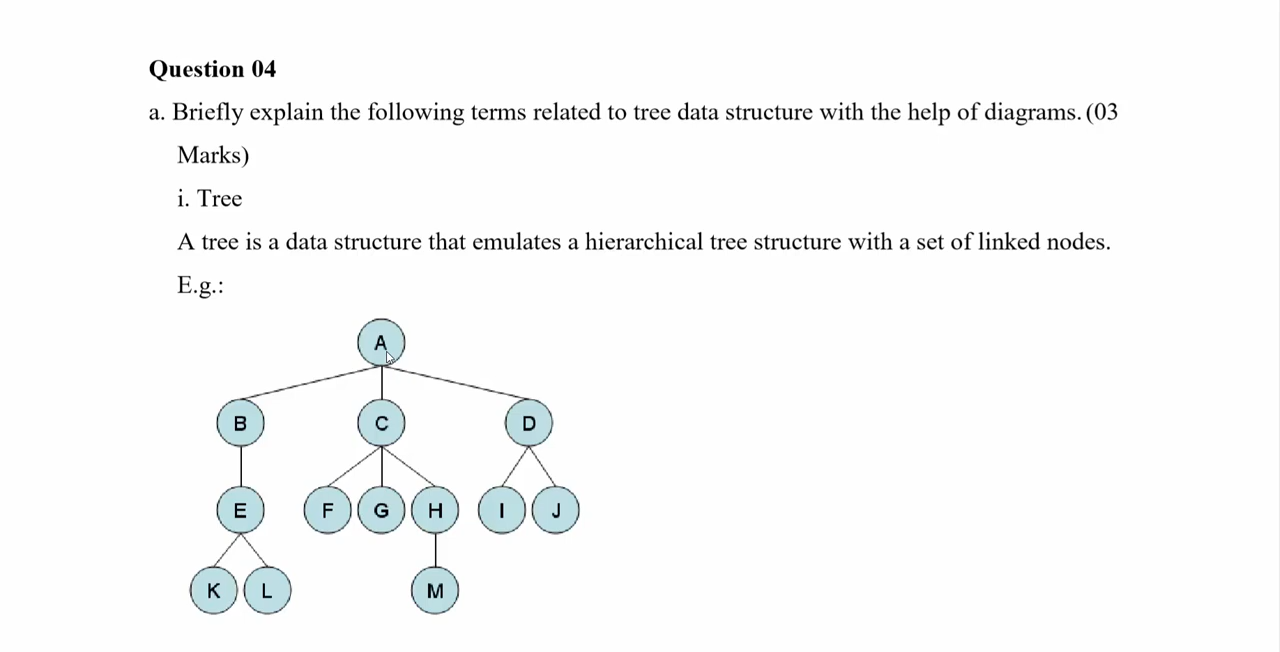 Question 04
a. Briefly explain the following terms related to tree data structure with the help of diagrams. (03
Marks)
i. Tree
A tree is a data structure that emulates a hierarchical tree structure with a set of linked nodes.
E.g.:
A
B C D
E F G H I J
K L M